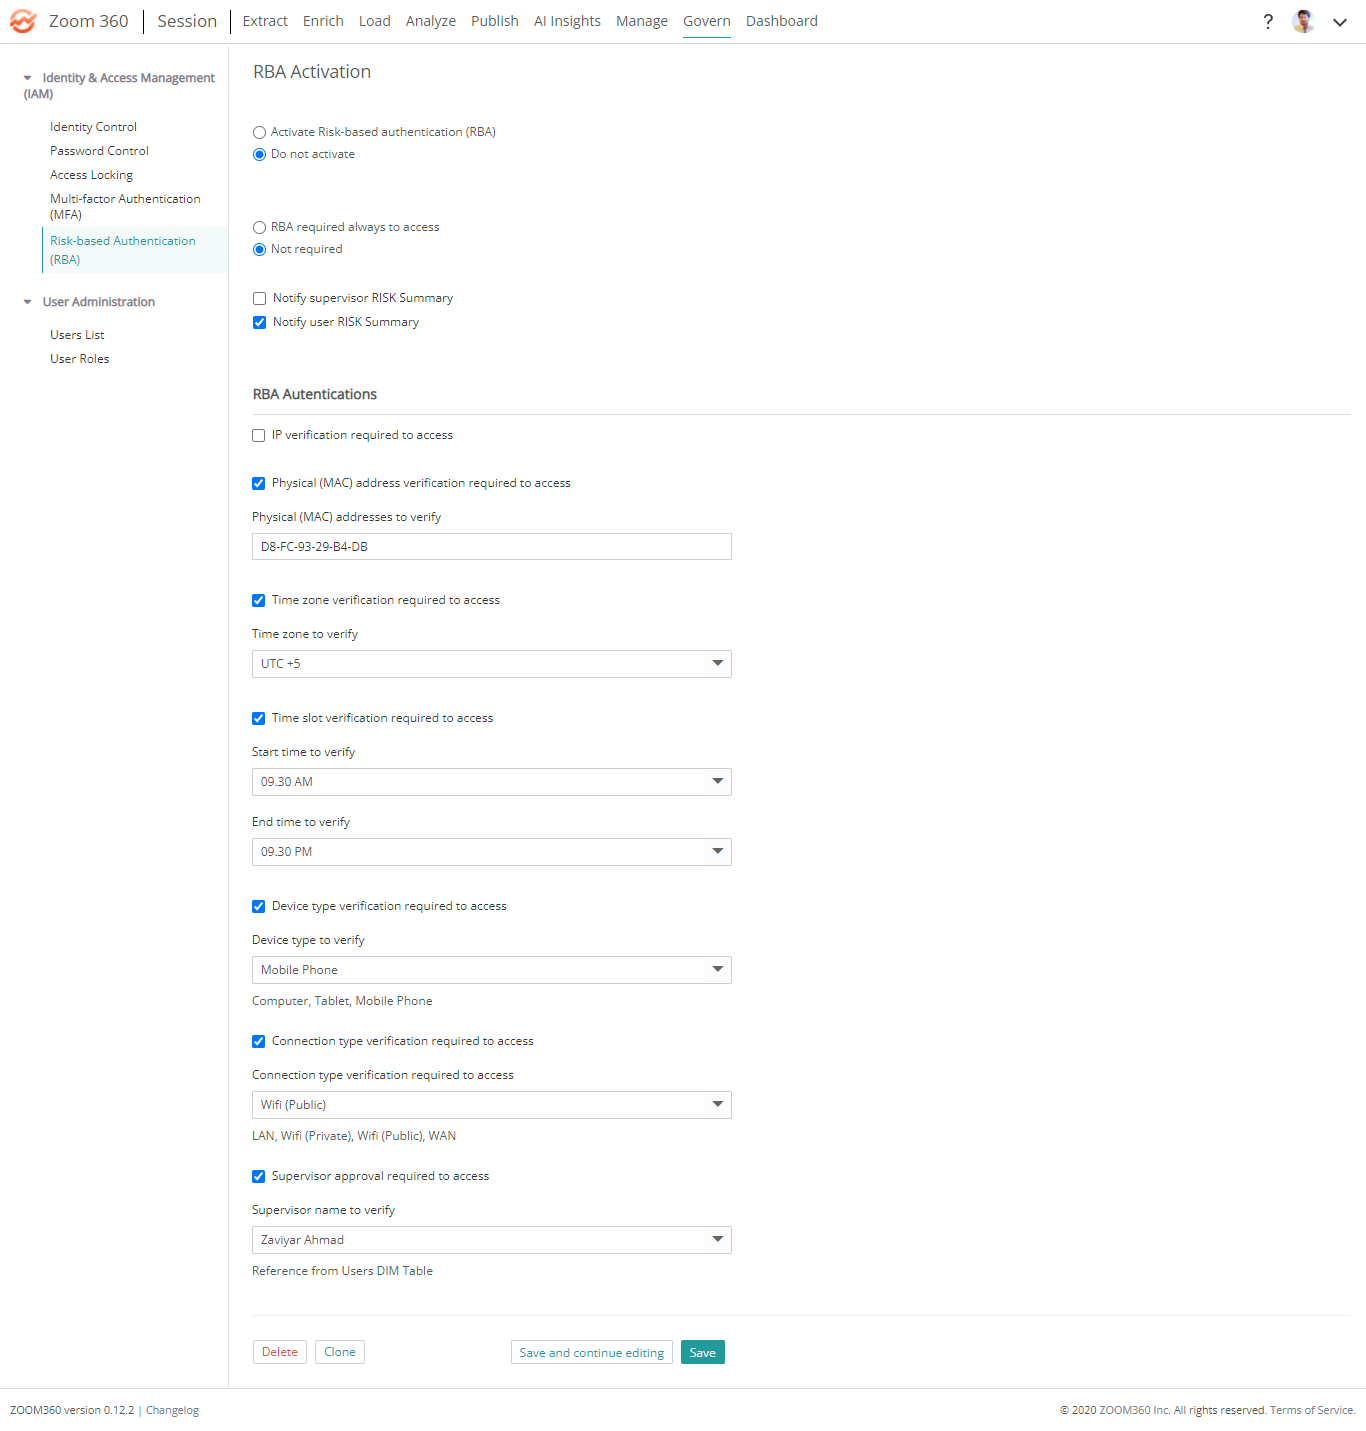 Zoom 360 Session Extract Enrich Load Analyze Publish AI Insights Manage Govern Dashboard ?
Identity & Access Management
(IAM)
Identity Control
Password Control
Access Locking
Multi-factor Authentication
(MFA)
Risk-based Authentication
(RBA)
User Administration
Users List
User Roles
RBA Activation
Activate Risk-based authentication (RBA)
Do not activate
RBA required always to access
Not required
Notify supervisor RISK Summary
Notify user RISK Summary
RBA Autentications
IP verification required to access
Physical (MAC) address verification required to access
Physical (MAC) addresses to verify
D8-FC-93-29-B4-DB
Time zone verification required to access
Time zone to verify
UTC +5
Time slot verification required to access
Start time to verify
09.30 AM
End time to verify
09.30 PM
Device type verification required to access
Device type to verify
Mobile Phone
Computer, Tablet, Mobile Phone
Connection type verification required to access
Connection type verification required to access
Wifi (Public)
LAN, Wifi (Private), Wifi (Public), WAN
Supervisor approval required to access
Supervisor name to verify
Zaviyar Ahmad
Reference from Users DIM Table
Delete Clone Save and continue editing Save
ZOOM360 version 0.12.2 | Changelog
© 2020 ZOOM360 Inc. All rights reserved. Terms of Service.